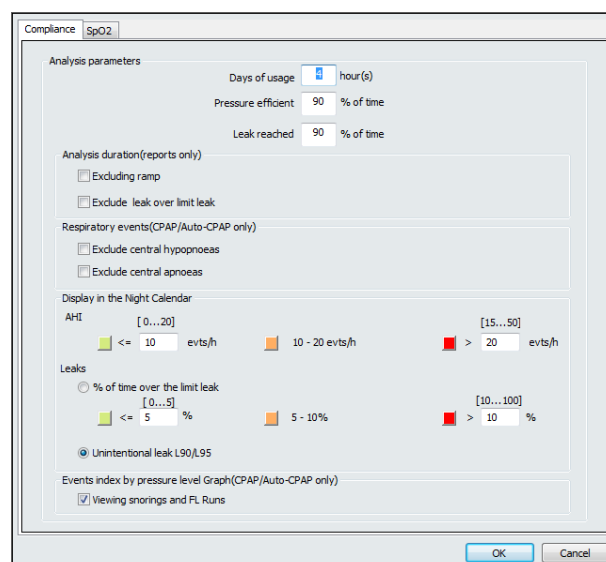 Compliance SpO2
Analysis parameters
Days of usage 4 hour(s)
Pressure efficient 90 % of time
Leak reached 90 % of time
Analysis duration(reports only)
Excluding ramp
Exclude leak over limit leak
Respiratory events(CPAP/Auto-CPAP only)
Exclude central hypopnoeas
Exclude central apnoeas
Display in the Night Calendar
AHI
[ 0...20] [15...50]
<= 10 evts/h 10 - 20 evts/h > 20 evts/h
Leaks
% of time over the limit leak
[ 0...5] [10...100]
<= 5 % 5 - 10% > 10 %
Unintentional leak L90/L95
Events index by pressure level Graph(CPAP/Auto-CPAP only)
Viewing snorings and FL Runs
OK Cancel